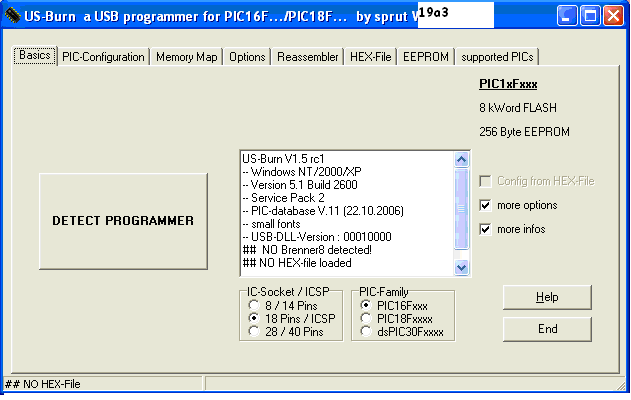 US-Burn a USB programmer for PIC16F.../PIC18F... by sprut
19a3
Basics
PIC-Configuration
Memory Map
Options
Reassembler
HEX-File
EEPROM
supported PICs
PIC1xFxxx
8 kWord FLASH
256 Byte EEPROM
DETECT PROGRAMMER
US-Burn V1.5 rc1
-- Windows NT/2000/XP
-- Version 5.1 Build 2600
-- Service Pack 2
-- PIC-database V.11 (22.10.2006)
-- small fonts
-- USB-DLL-Version : 00010000
## NO Brenner8 detected!
## NO HEX-file loaded
Config from HEX-File
more options
more infos
IC-Socket / ICSP
8 / 14 Pins
18 Pins / ICSP
28 / 40 Pins
PIC-Family
PIC16Fxxx
PIC18Fxxxx
dsPIC30Fxxxx
Help
End
## NO HEX-File